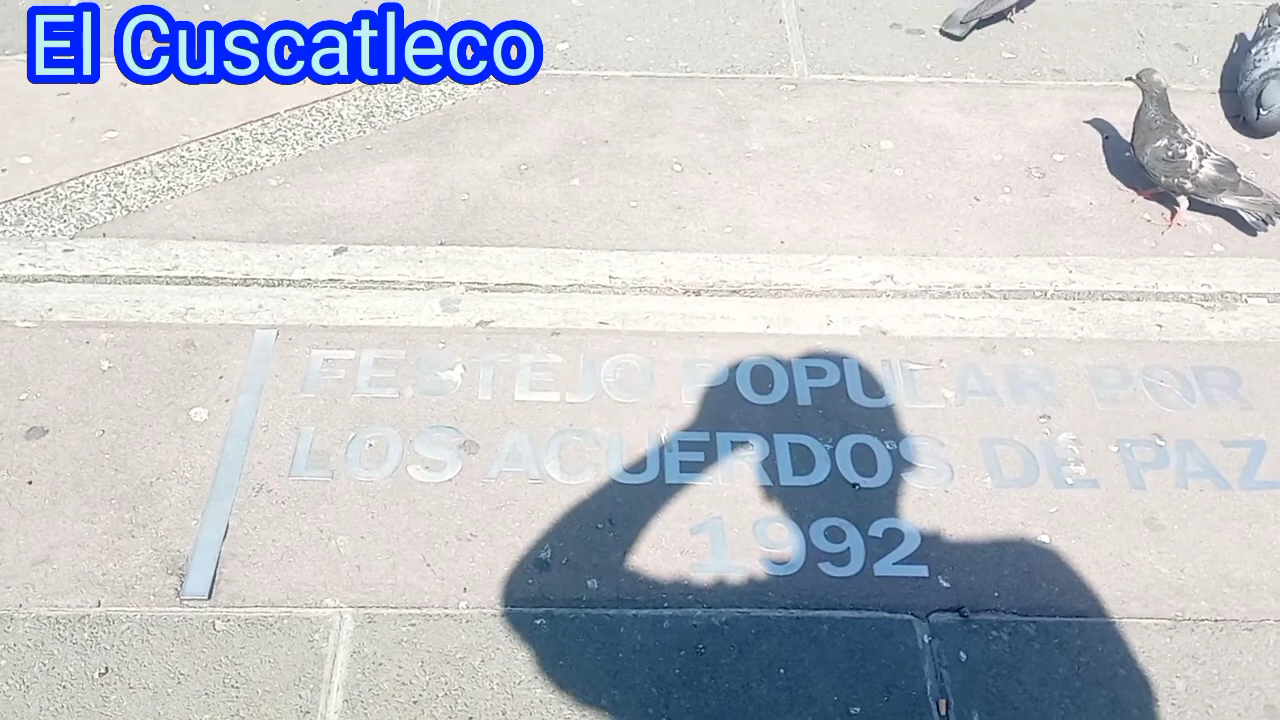 El Cuscatleco
FESTEJO POPULAR POR
LOS ACUERDOS DE PAZ
1992